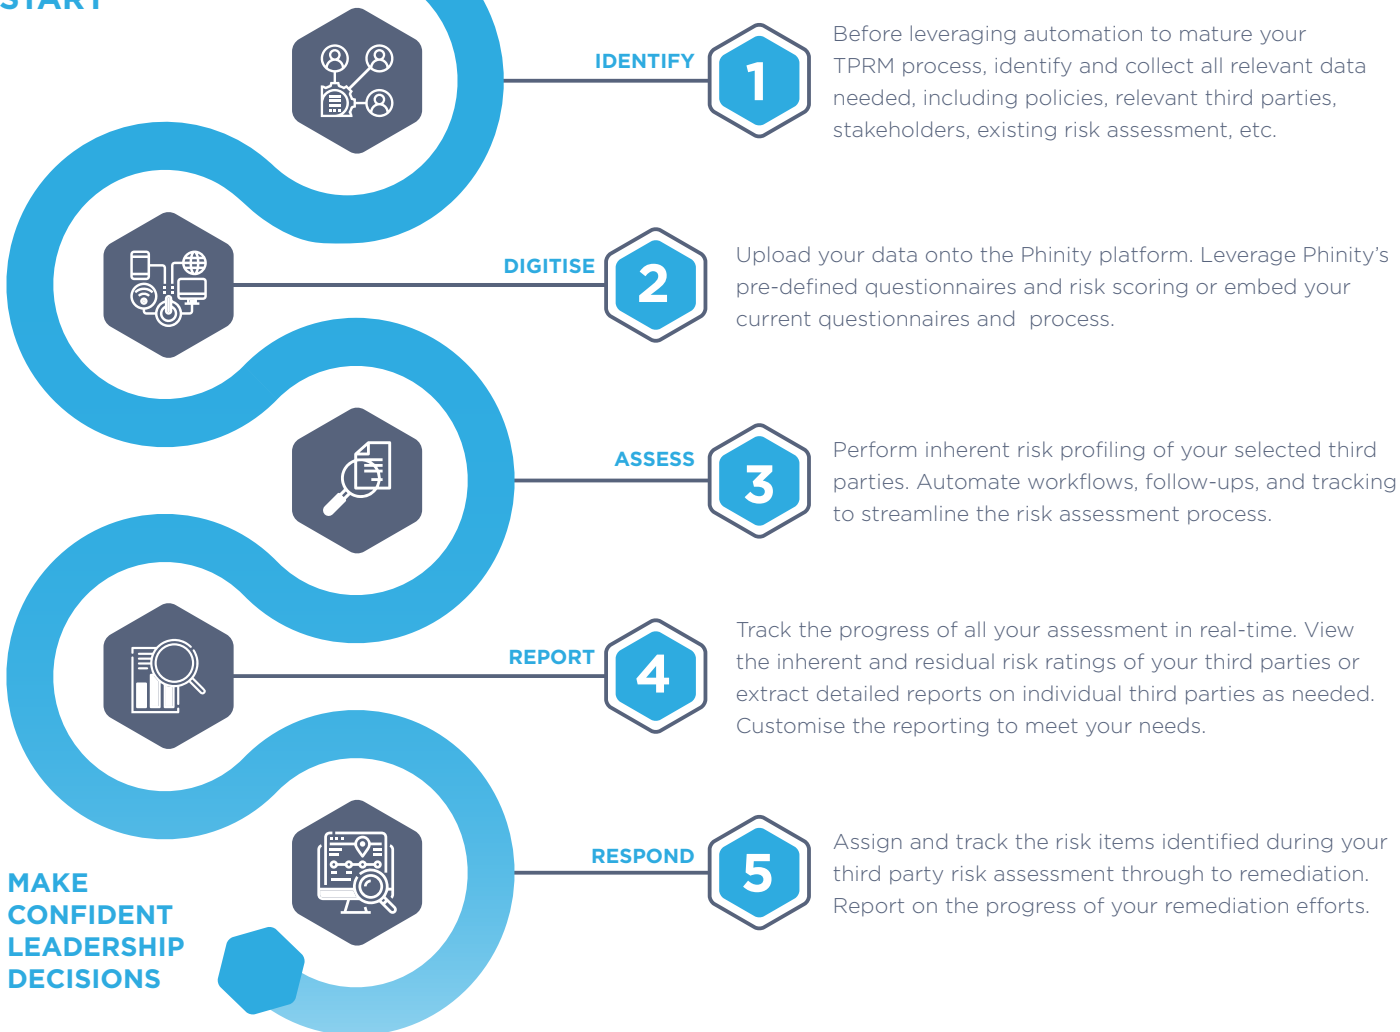 START
IDENTIFY
1
Before leveraging automation to mature your
TPRM process, identify and collect all relevant data
needed, including policies, relevant third parties,
stakeholders, existing risk assessment, etc.
DIGITISE
2
Upload your data onto the Phinity platform. Leverage Phinity’s
pre-defined questionnaires and risk scoring or embed your
current questionnaires and  process.
ASSESS
3
Perform inherent risk profiling of your selected third
parties. Automate workflows, follow-ups, and tracking
to streamline the risk assessment process.
REPORT
4
Track the progress of all your assessment in real-time. View
the inherent and residual risk ratings of your third parties or
extract detailed reports on individual third parties as needed.
Customise the reporting to meet your needs.
RESPOND
5
Assign and track the risk items identified during your
third party risk assessment through to remediation.
Report on the progress of your remediation efforts.
MAKE
CONFIDENT
LEADERSHIP
DECISIONS